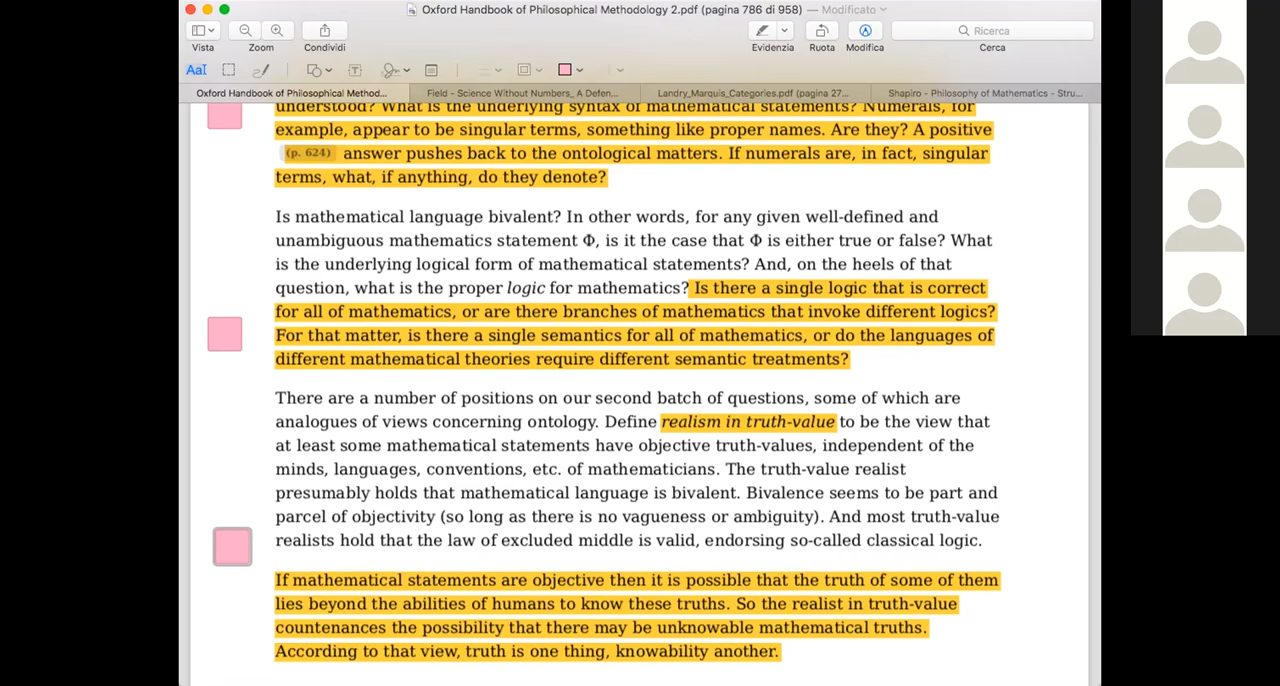 Oxford Handbook of Philosophical Methodology 2.pdf (pagina 786 di 958) — Modificato
Vista
Zoom
Condividi
Evidenzia
Ruota
Modifica
Ricerca
Cerca
AaI
T
Oxford Handbook of Philosophical Method...
Field - Science Without Numbers_ A Defen...
Landry_Marquis_Categories.pdf (pagina 27...
Shapiro - Philosophy of Mathematics - Stru...
understood? What is the underlying syntax of mathematical statements? Numerals, for
example, appear to be singular terms, something like proper names. Are they? A positive
(p. 624) answer pushes back to the ontological matters. If numerals are, in fact, singular
terms, what, if anything, do they denote?
Is mathematical language bivalent? In other words, for any given well-defined and
unambiguous mathematics statement Φ, is it the case that Φ is either true or false? What
is the underlying logical form of mathematical statements? And, on the heels of that
question, what is the proper logic for mathematics? Is there a single logic that is correct
for all of mathematics, or are there branches of mathematics that invoke different logics?
For that matter, is there a single semantics for all of mathematics, or do the languages of
different mathematical theories require different semantic treatments?
There are a number of positions on our second batch of questions, some of which are
analogues of views concerning ontology. Define realism in truth-value to be the view that
at least some mathematical statements have objective truth-values, independent of the
minds, languages, conventions, etc. of mathematicians. The truth-value realist
presumably holds that mathematical language is bivalent. Bivalence seems to be part and
parcel of objectivity (so long as there is no vagueness or ambiguity). And most truth-value
realists hold that the law of excluded middle is valid, endorsing so-called classical logic.
If mathematical statements are objective then it is possible that the truth of some of them
lies beyond the abilities of humans to know these truths. So the realist in truth-value
countenances the possibility that there may be unknowable mathematical truths.
According to that view, truth is one thing, knowability another.